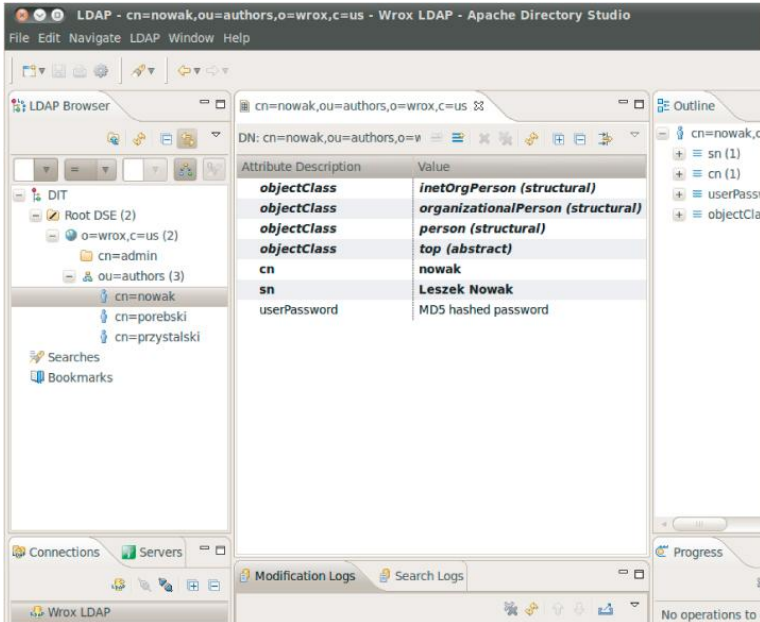 LDAP - cn=nowak,ou=authors,o=wrox,c=us - Wrox LDAP - Apache Directory Studio
File Edit Navigate LDAP Window Help
LDAP Browser
DIT
Root DSE (2)
o=wrox,c=us (2)
cn=admin
ou=authors (3)
cn=nowak
cn=porebski
cn=przystalski
Searches
Bookmarks
Connections
Servers
Wrox LDAP
cn=nowak,ou=authors,o=wrox,c=us
DN: cn=nowak,ou=authors,o=w
Attribute Description Value
objectClass inetOrgPerson (structural)
objectClass organizationalPerson (structural)
objectClass person (structural)
objectClass top (abstract)
cn nowak
sn Leszek Nowak
userPassword MD5 hashed password
Modification Logs
Search Logs
Outline
cn=nowak,o
sn (1)
cn (1)
userPassw
objectCla
Progress
No operations to